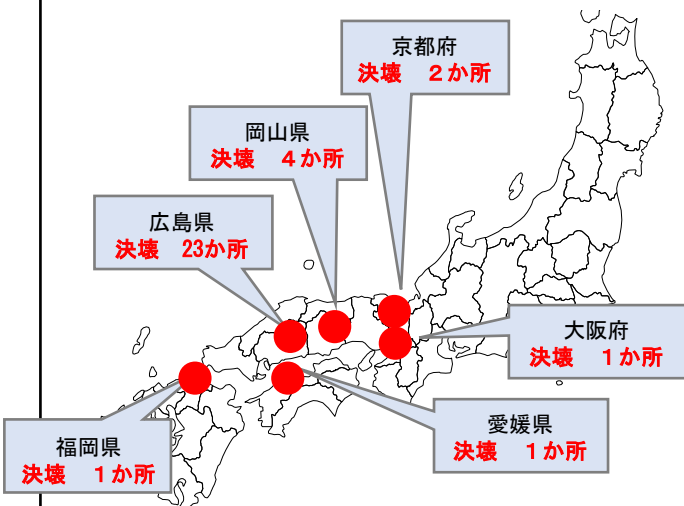 京都府
決壊　２か所
岡山県
決壊　４か所
広島県
決壊　23か所
大阪府
決壊　１か所
愛媛県
決壊　１か所
福岡県
決壊　１か所